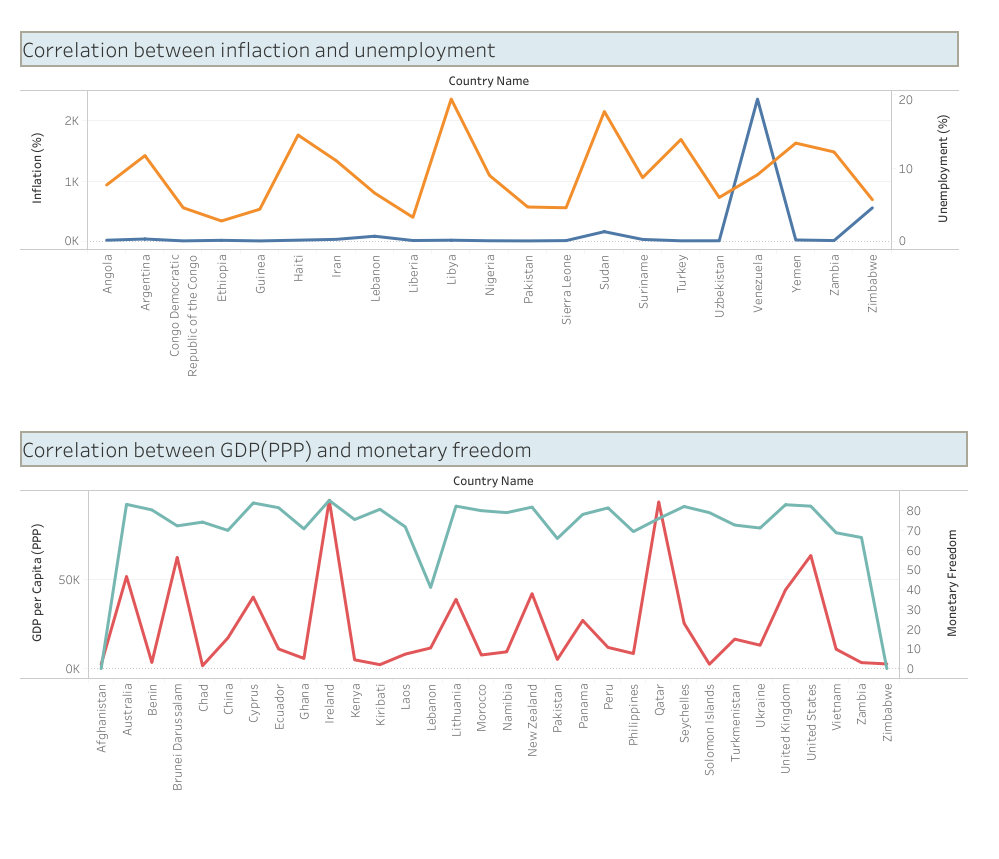 Correlation between inflaction and unemployment
Country Name
Inflation (%)
2K
1K
0K
Unemployment (%)
20
10
0
Angola
Argentina
Congo Democratic
Republic of the Congo
Ethiopia
Guinea
Haiti
Iran
Lebanon
Liberia
Libya
Nigeria
Pakistan
Sierra Leone
Sudan
Suriname
Turkey
Uzbekistan
Venezuela
Yemen
Zambia
Zimbabwe
Correlation between GDP(PPP) and monetary freedom
Country Name
GDP per Capita (PPP)
50K
0K
Monetary Freedom
80
70
60
50
40
30
20
10
0
Afghanistan
Australia
Benin
Brunei Darussalam
Chad
China
Cyprus
Ecuador
Ghana
Ireland
Kenya
Kiribati
Laos
Lebanon
Lithuania
Morocco
Namibia
New Zealand
Pakistan
Panama
Peru
Philippines
Qatar
Seychelles
Solomon Islands
Turkmenistan
Ukraine
United Kingdom
United States
Vietnam
Zambia
Zimbabwe